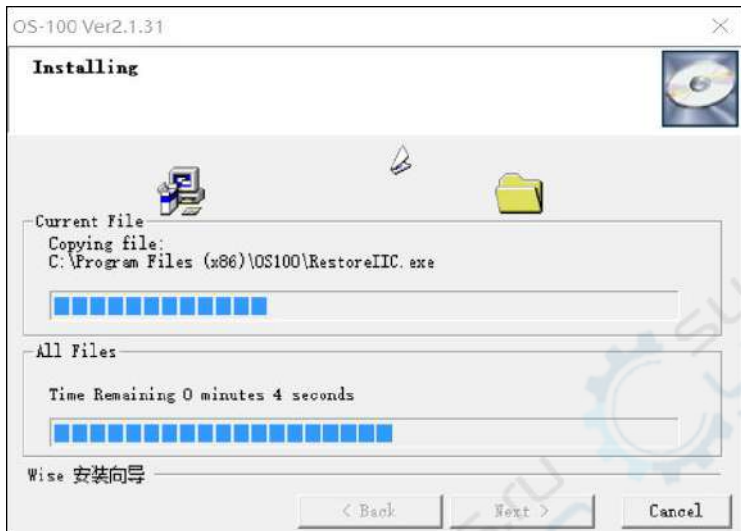 OS-100 Ver2.1.31
Installing
Current File
Copying file:
C:\Program Files (x86)\OS100\RestoreIIC.exe
All Files
Time Remaining 0 minutes 4 seconds
Wise 安装向导
< Back
Next >
Cancel